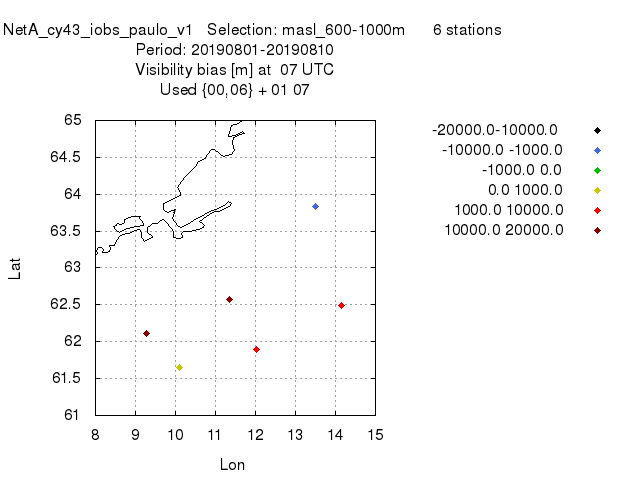 NetA_cy43_iobs_paulo_v1 Selection: masl_600-1000m 6 stations
Period: 20190801-20190810
Visibility bias [m] at 07 UTC
Used {00,06} + 01 07
-20000.0-10000.0
-10000.0 -1000.0
-1000.0 0.0
0.0 1000.0
1000.0 10000.0
10000.0 20000.0
65
64.5
64
63.5
63
62.5
62
61.5
61
Lat
8 9 10 11 12 13 14 15
Lon